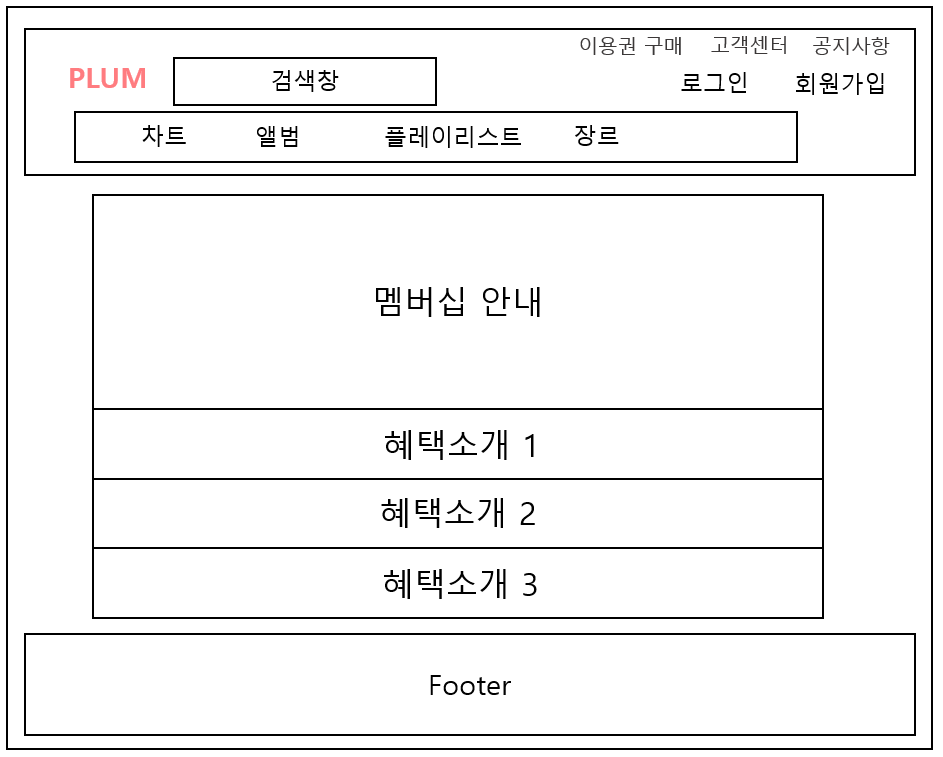 이용권 구매 고객센터 공지사항
PLUM 검색창 로그인 회원가입
차트 앨범 플레이리스트 장르
멤버십 안내
혜택소개 1
혜택소개 2
혜택소개 3
Footer